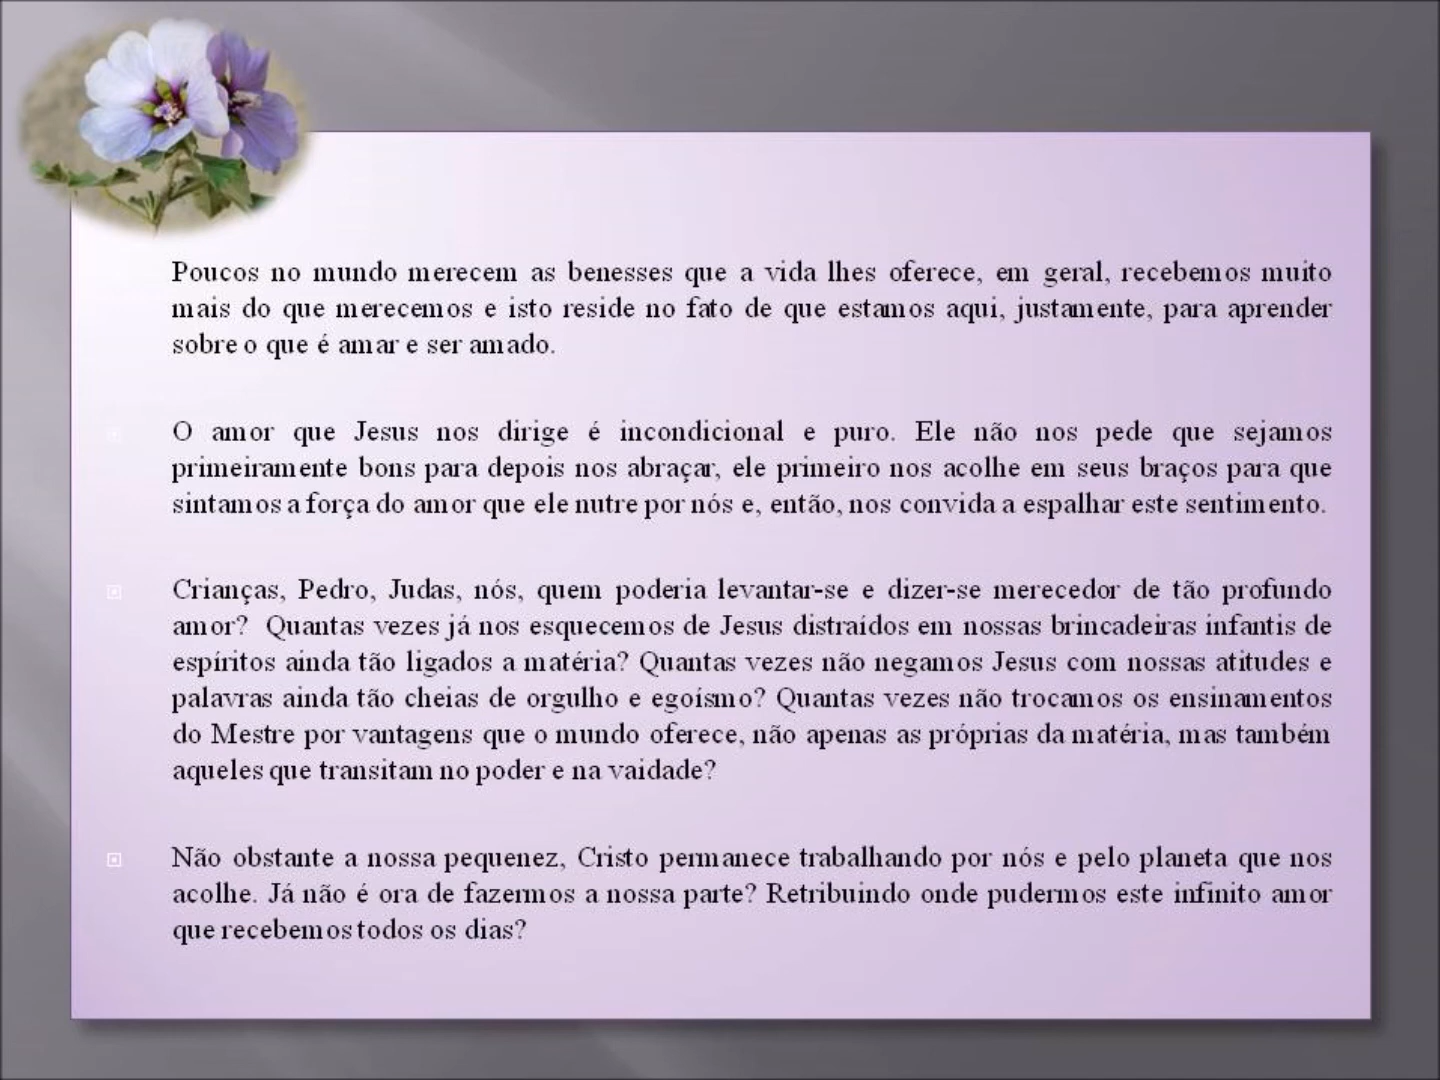 Poucos no mundo merecem as benesses que a vida lhes oferece, em geral, recebemos muito
mais do que merecemos e isto reside no fato de que estamos aqui, justamente, para aprender
sobre o que é amar e ser amado.
O amor que Jesus nos dirige é incondicional e puro. Ele não nos pede que sejamos
primeiramente bons para depois nos abraçar, ele primeiro nos acolhe em seus braços para que
sintamos a força do amor que ele nutre por nós e, então, nos convida a espalhar este sentimento.
Crianças, Pedro, Judas, nós, quem poderia levantar-se e dizer-se merecedor de tão profundo
amor? Quantas vezes já nos esquecemos de Jesus distraídos em nossas brincadeiras infantis de
espíritos ainda tão ligados a matéria? Quantas vezes não negamos Jesus com nossas atitudes e
palavras ainda tão cheias de orgulho e egoísmo? Quantas vezes não trocamos os ensinamentos
do Mestre por vantagens que o mundo oferece, não apenas as próprias da matéria, mas também
aqueles que transitam no poder e na vaidade?
Não obstante a nossa pequenez, Cristo permanece trabalhando por nós e pelo planeta que nos
acolhe. Já não é ora de fazermos a nossa parte? Retribuindo onde pudermos este infinito amor
que recebemos todos os dias?